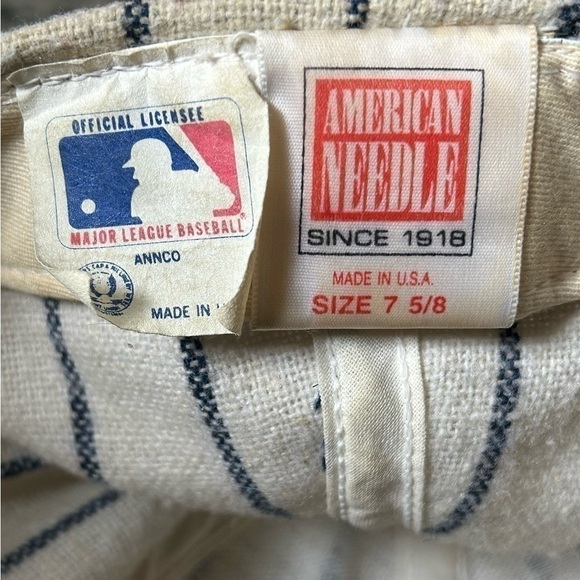 OFFICIAL LICENSEE
MAJOR LEAGUE BASEBALL
ANNCO
MADE IN
AMERICAN
NEEDLE
SINCE 1918
MADE IN U.S.A.
SIZE 7 5/8